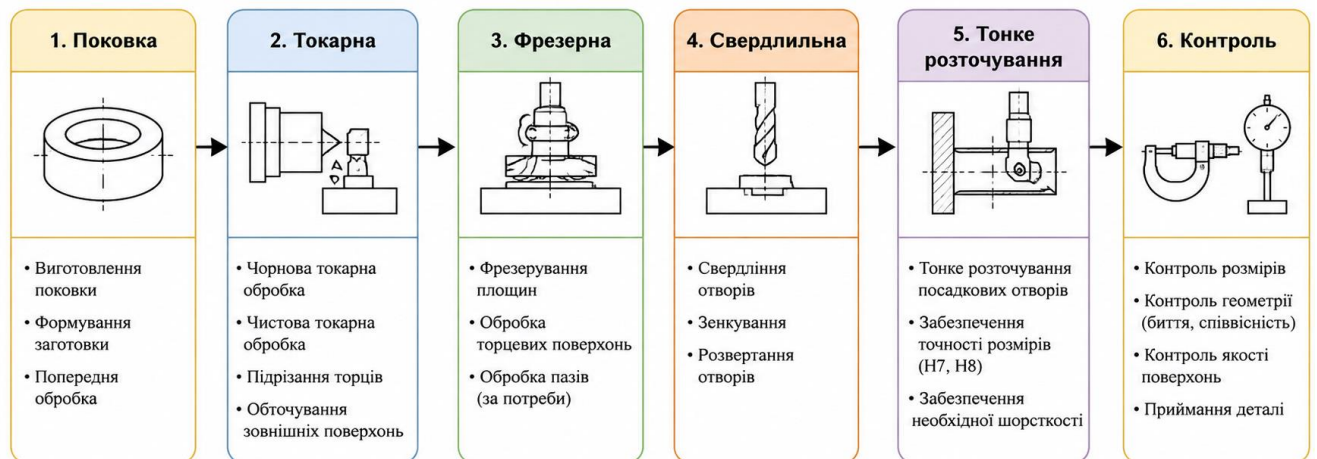 1. Поковка
• Виготовлення
поковки
• Формування
заготовки
• Попередня
обробка
2. Токарна
• Чорнова токарна
обробка
• Чистова токарна
обробка
• Підрізання торців
• Обточування
зовнішніх поверхонь
3. Фрезерна
• Фрезерування
площин
• Обробка
торцевих поверхонь
• Обробка пазів
(за потреби)
4. Свердлильна
• Свердління
отворів
• Зенкування
• Розвертання
отворів
5. Тонке
розточування
• Тонке розточування
посадкових отворів
• Забезпечення
точності розмірів
(H7, H8)
• Забезпечення
необхідної шорсткості
6. Контроль
• Контроль розмірів
• Контроль геометрії
(биття, співвісність)
• Контроль якості
поверхонь
• Приймання деталі